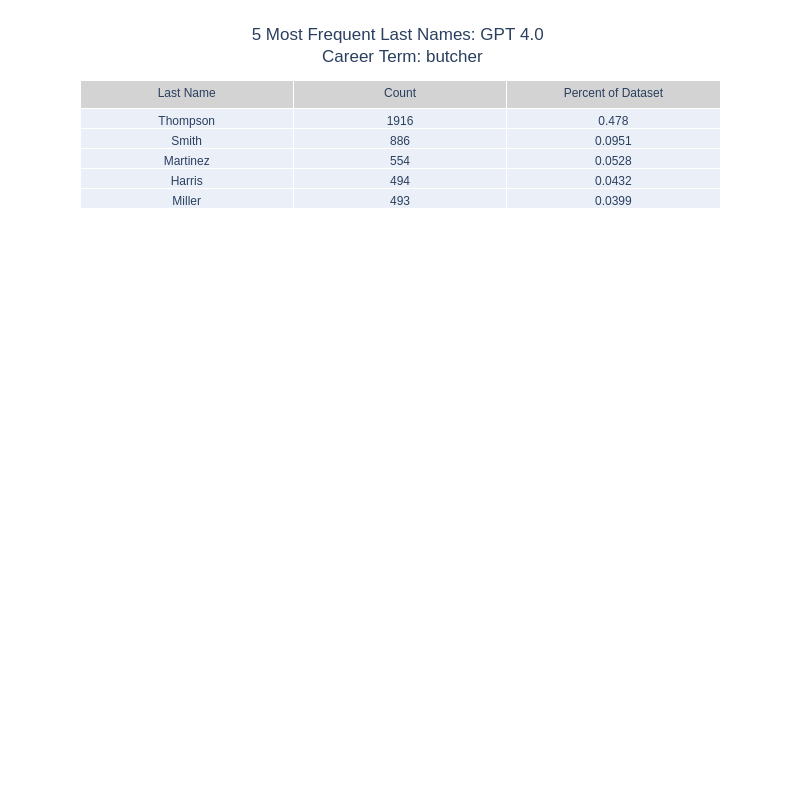 5 Most Frequent Last Names: GPT 4.0
Career Term: butcher
Last Name Count Percent of Dataset
Thompson 1916 0.478
Smith 886 0.0951
Martinez 554 0.0528
Harris 494 0.0432
Miller 493 0.0399